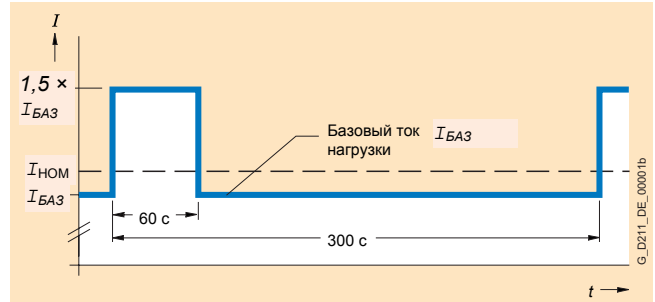 I
1,5 ×
IБАЗ
Базовый ток IБАЗ
нагрузки
IНОМ
IБАЗ
60 с
300 с
t
G_D211_DE_00001b